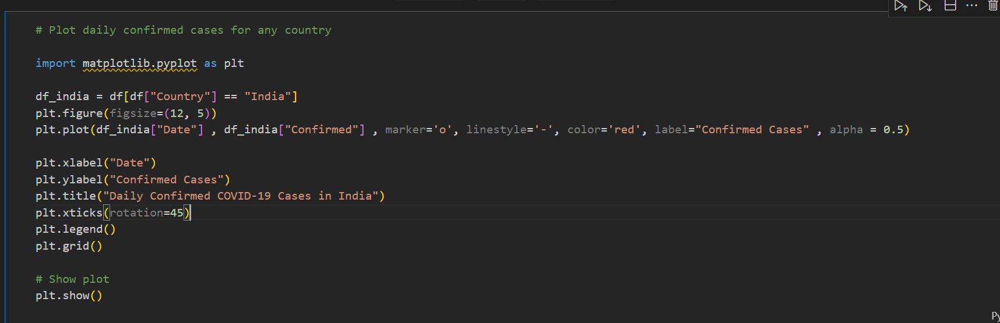 # Plot daily confirmed cases for any country
import matplotlib.pyplot as plt
df_india = df[df["Country"] == "India"]
plt.figure(figsize=(12, 5))
plt.plot(df_india["Date"] , df_india["Confirmed"] , marker='o', linestyle='-', color='red', label="Confirmed Cases" , alpha = 0.5)
plt.xlabel("Date")
plt.ylabel("Confirmed Cases")
plt.title("Daily Confirmed COVID-19 Cases in India")
plt.xticks(rotation=45)
plt.legend()
plt.grid()
# Show plot
plt.show()